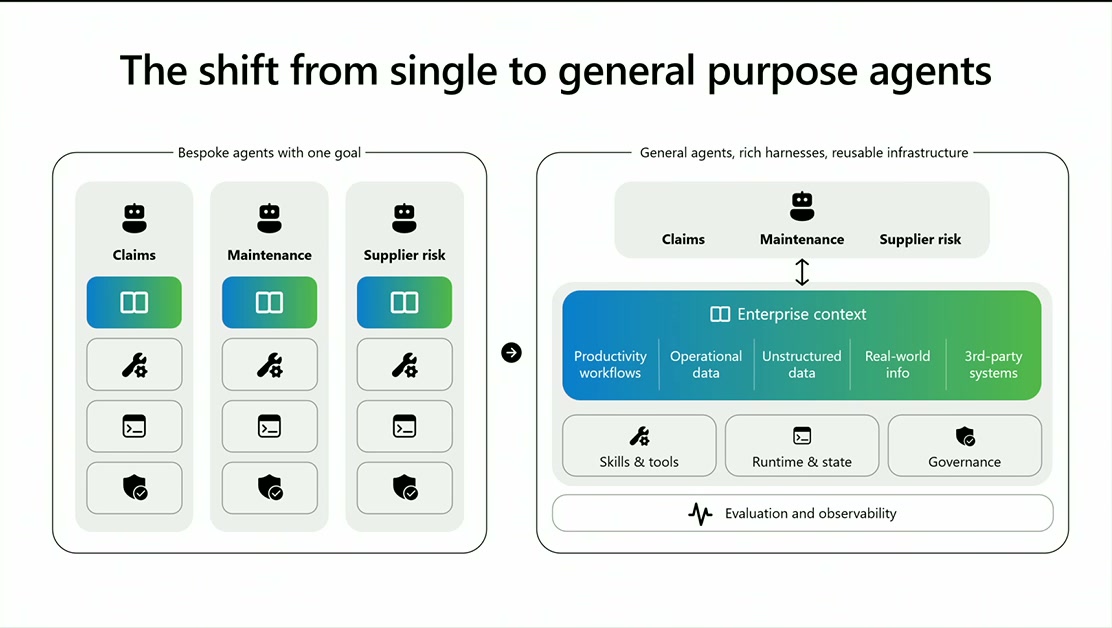 The shift from single to general purpose agents
Bespoke agents with one goal
Claims
Maintenance
Supplier risk
General agents, rich harnesses, reusable infrastructure
Claims
Maintenance
Supplier risk
Enterprise context
Productivity
workflows
Operational
data
Unstructured
data
Real-world
info
3rd-party
systems
Skills & tools
Runtime & state
Governance
Evaluation and observability